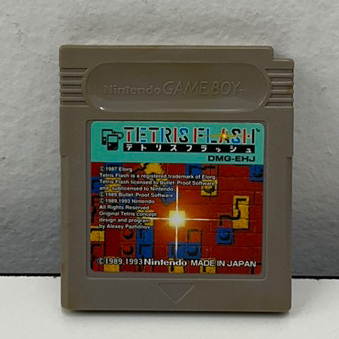 Nintendo GAME BOY
TETRIS FLASH™
テトリスフラッシュ
DMG-EHJ
© 1987 Elorg
Tetris Flash is a registered trademark of Elorg.
Tetris Flash licensed to Bullet-Proof Software
and sublicensed to Nintendo.
© 1989 Bullet-Proof Software
© 1989,1993 Nintendo
All Rights Reserved
Original Tetris concept
design and program
by Alexey Pazhitnov
© 1989,1993 Nintendo MADE IN JAPAN